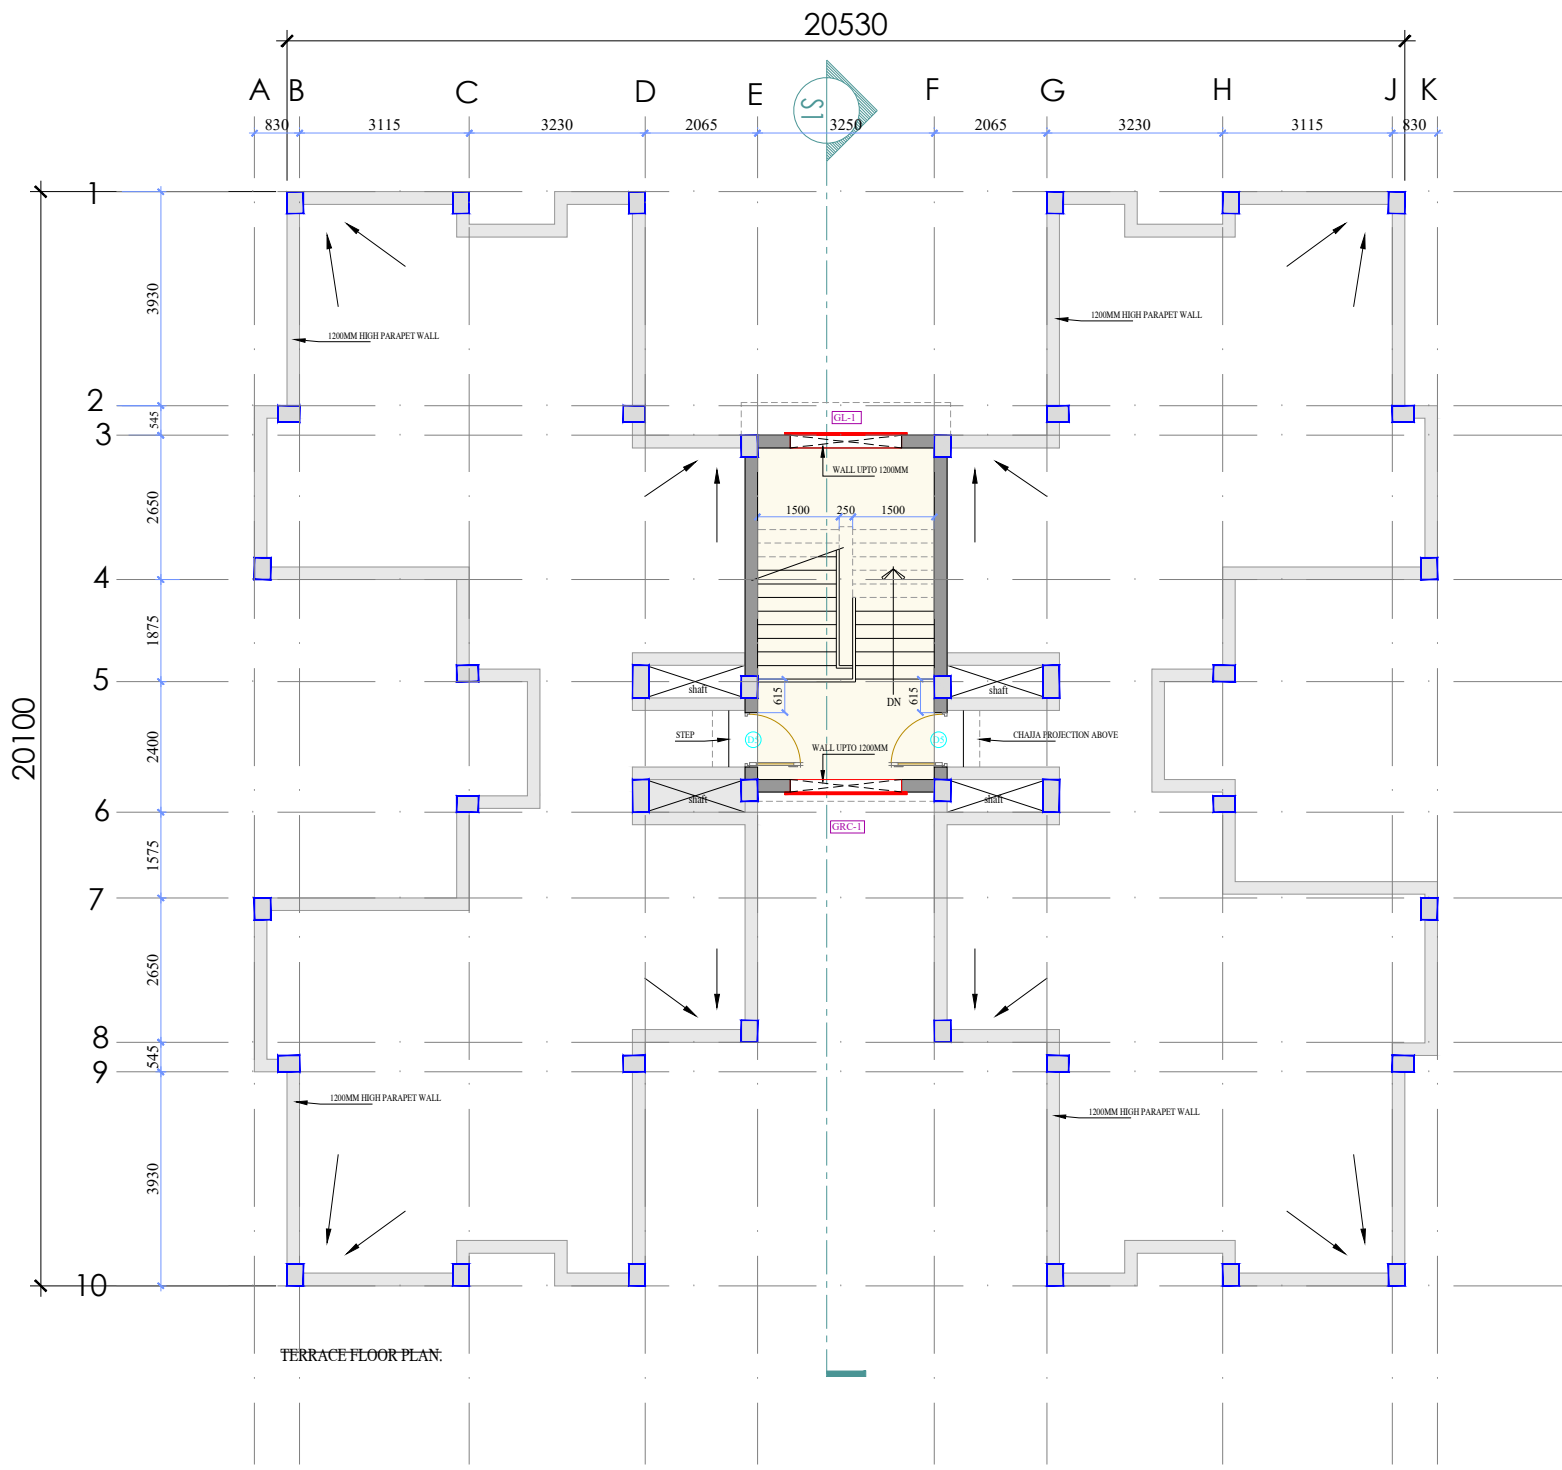 20530
A B C D E F G H J K
S1
830 3115 3230 2065 3250 2065 3230 3115 830
1
3930
1200MM HIGH PARAPET WALL
1200MM HIGH PARAPET WALL
2
545
GL-1
3
WALL UPTO 1200MM
2650
1500 250 1500
4
1875
5
shaft
shaft
615
615
DN
20100
2400
STEP
D5
D5
CHAJJA PROJECTION ABOVE
WALL UPTO 1200MM
shaft
shaft
6
GRC-1
1575
7
2650
8
545
9
1200MM HIGH PARAPET WALL
1200MM HIGH PARAPET WALL
3930
10
TERRACE FLOOR PLAN.